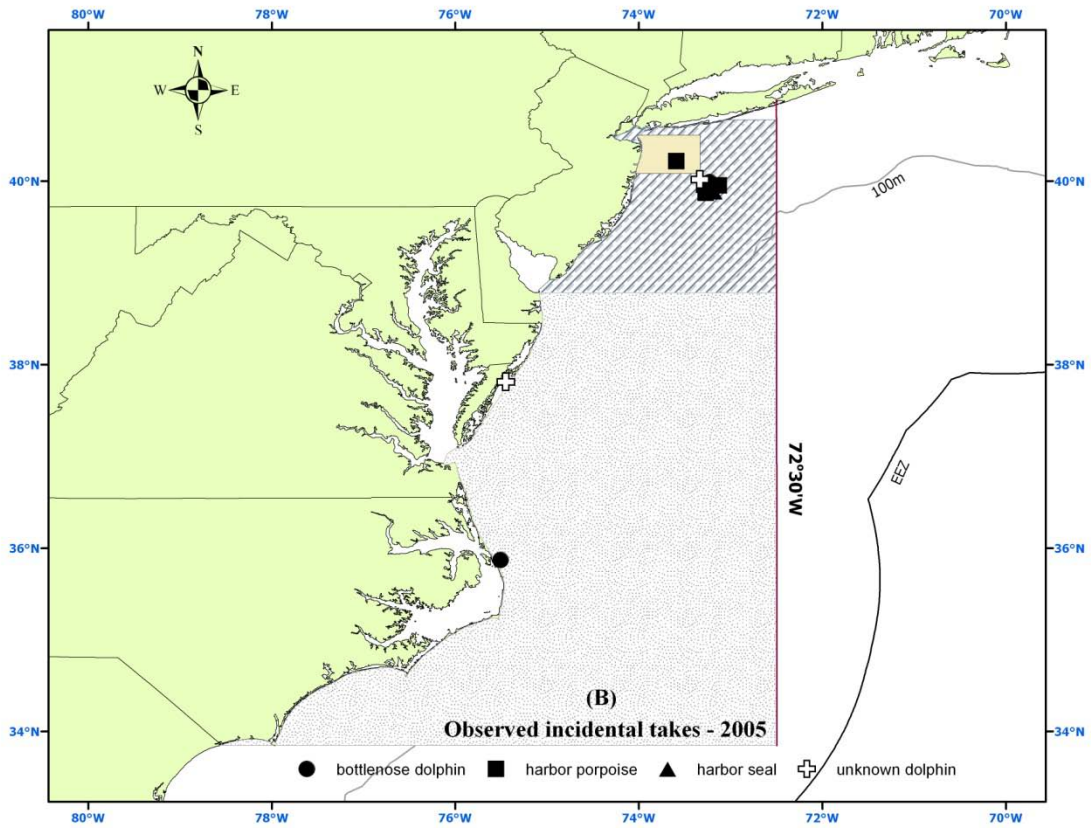 80°W 78°W 76°W 74°W 72°W 70°W
N
W E
S
40°N 40°N
100m
38°N 38°N
72°30'W
EEZ
36°N 36°N
(B)
Observed incidental takes - 2005
34°N 34°N
bottlenose dolphin harbor porpoise harbor seal unknown dolphin
80°W 78°W 76°W 74°W 72°W 70°W